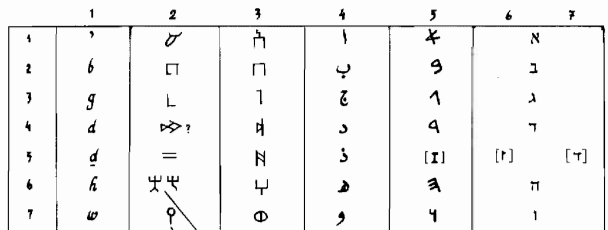 1 2 3 4 5 6 7
1 ʾ 𐩱 ا 𐤀 א
2 b 𐩨 ب 𐤁 ב
3 g 𐩴 ج 𐤂 ג
4 d ? 𐩵 د 𐤃 ד
5 ḏ 𐩹 ذ [𐤆] [ז] [ד]
6 h 𐩠 ه 𐤄 ה
7 w 𐩥 و 𐤅 ו